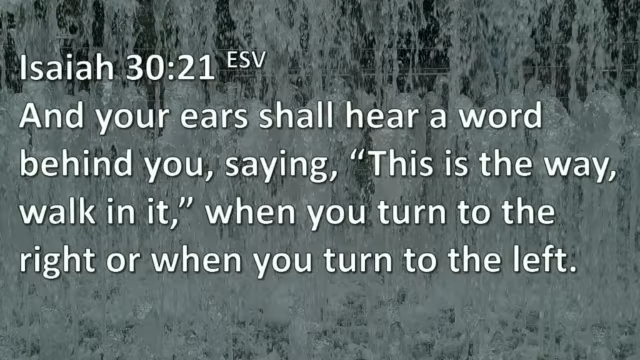 Isaiah 30:21 ESV
And your ears shall hear a word
behind you, saying, “This is the way,
walk in it,” when you turn to the
right or when you turn to the left.